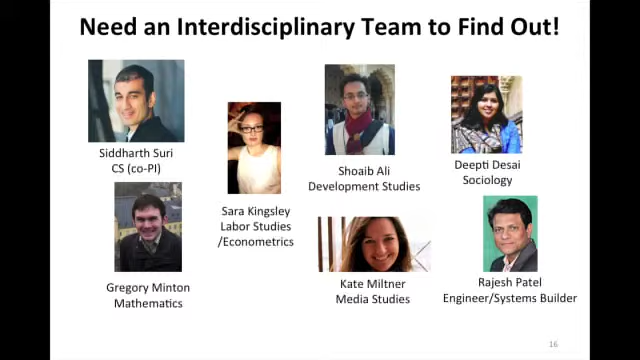 Need an Interdisciplinary Team to Find Out!
Siddharth Suri
CS (co-PI)
Sara Kingsley
Labor Studies
/Econometrics
Shoaib Ali
Development Studies
Deepti Desai
Sociology
Gregory Minton
Mathematics
Kate Miltner
Media Studies
Rajesh Patel
Engineer/Systems Builder
16